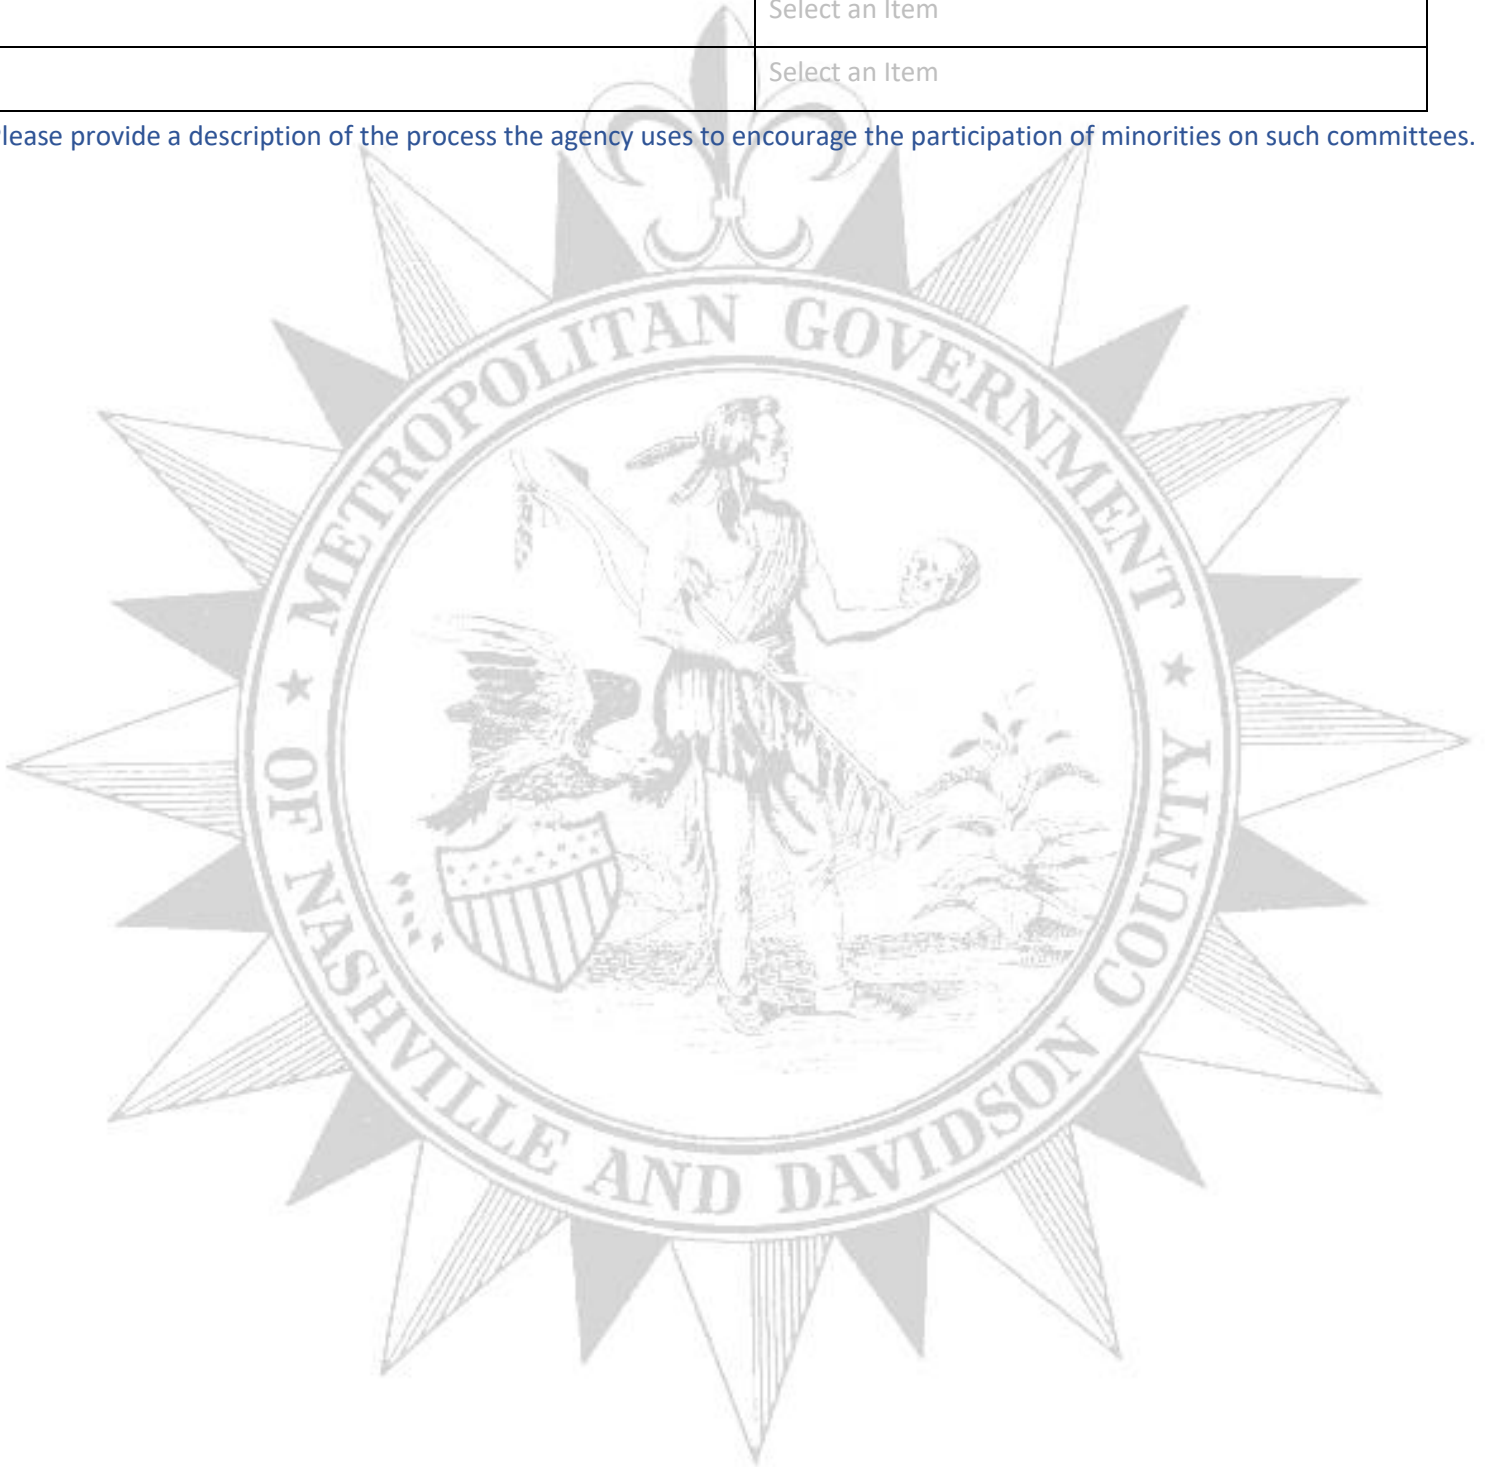 Select an Item
Select an Item
lease provide a description of the process the agency uses to encourage the participation of minorities on such committees.
METROPOLITAN GOVERNMENT
OF NASHVILLE AND DAVIDSON COUNTY